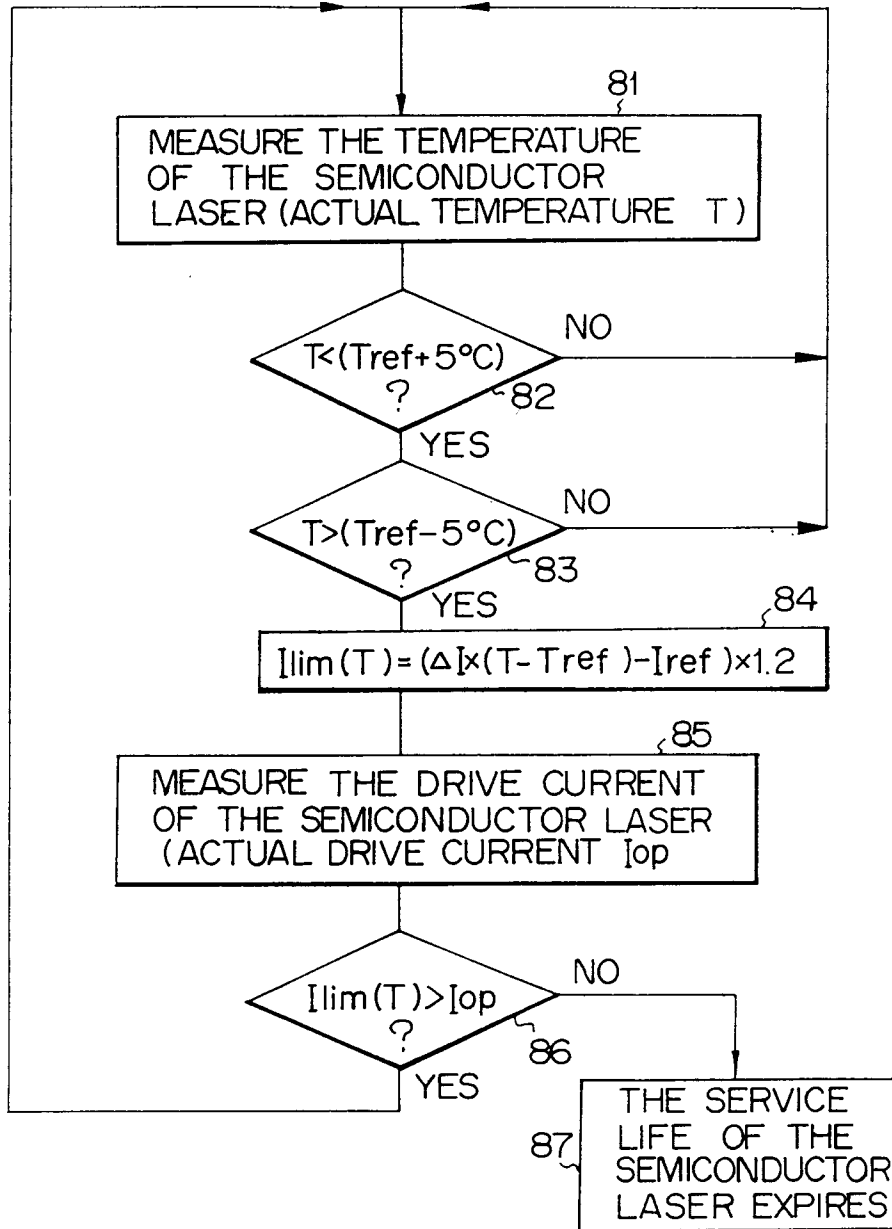 81
MEASURE THE TEMPERATURE
OF THE SEMICONDUCTOR
LASER (ACTUAL TEMPERATURE T)
T<(Tref+5°C)
?
NO
82
YES
T>(Tref-5°C)
?
NO
83
YES
84
Ilim(T)=(ΔI×(T-Tref)-Iref)×1.2
85
MEASURE THE DRIVE CURRENT
OF THE SEMICONDUCTOR LASER
(ACTUAL DRIVE CURRENT Iop
Ilim(T)>Iop
?
NO
86
YES
87
THE SERVICE
LIFE OF THE
SEMICONDUCTOR
LASER EXPIRES